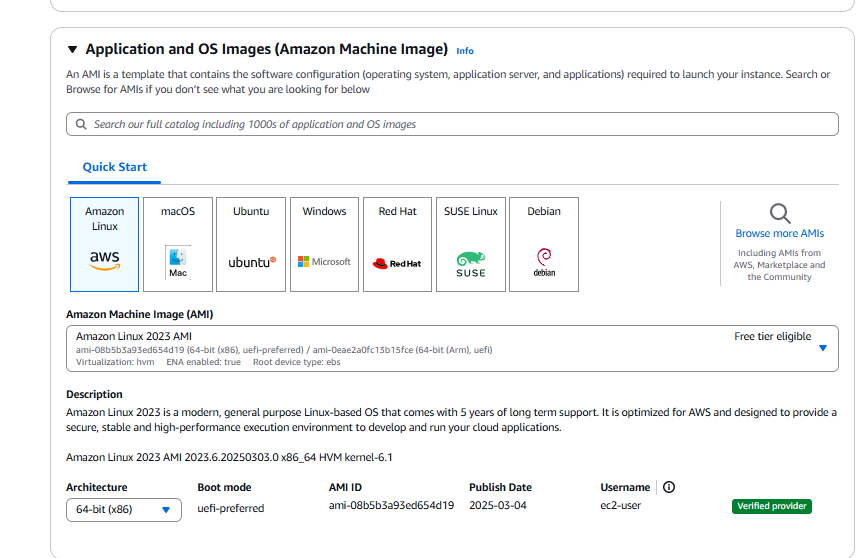 Application and OS Images (Amazon Machine Image) Info
An AMI is a template that contains the software configuration (operating system, application server, and applications) required to launch your instance. Search or
Browse for AMIs if you don't see what you are looking for below
Search our full catalog including 1000s of application and OS images
Quick Start
Amazon
Linux
aws
macOS
Mac
Ubuntu
ubuntu
Windows
Microsoft
Red Hat
Red Hat
SUSE Linux
SUSE
Debian
debian
Browse more AMIs
Including AMIs from
AWS, Marketplace and
the Community
Amazon Machine Image (AMI)
Amazon Linux 2023 AMI
Free tier eligible
ami-08b5b3a93ed654d19 (64-bit (x86), uefi-preferred) / ami-0eae2a0fc13b15fce (64-bit (Arm), uefi)
Virtualization: hvm ENA enabled: true Root device type: ebs
Description
Amazon Linux 2023 is a modern, general purpose Linux-based OS that comes with 5 years of long term support. It is optimized for AWS and designed to provide a
secure, stable and high-performance execution environment to develop and run your cloud applications.
Amazon Linux 2023 AMI 2023.6.20250303.0 x86_64 HVM kernel-6.1
Architecture Boot mode AMI ID Publish Date Username
64-bit (x86) uefi-preferred ami-08b5b3a93ed654d19 2025-03-04 ec2-user Verified provider